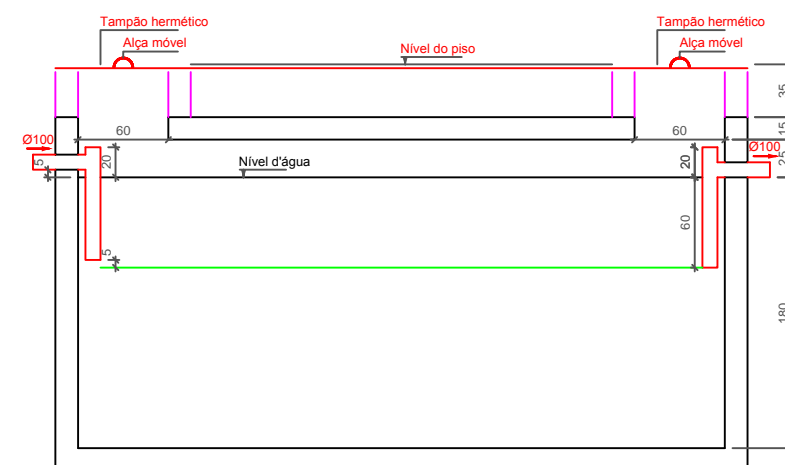 Tampão hermético
Tampão hermético
Alça móvel
Nível do piso
Alça móvel
35
60
60
15
Ø100
Ø100
5
20
Nível d'água
20
25
60
5
180